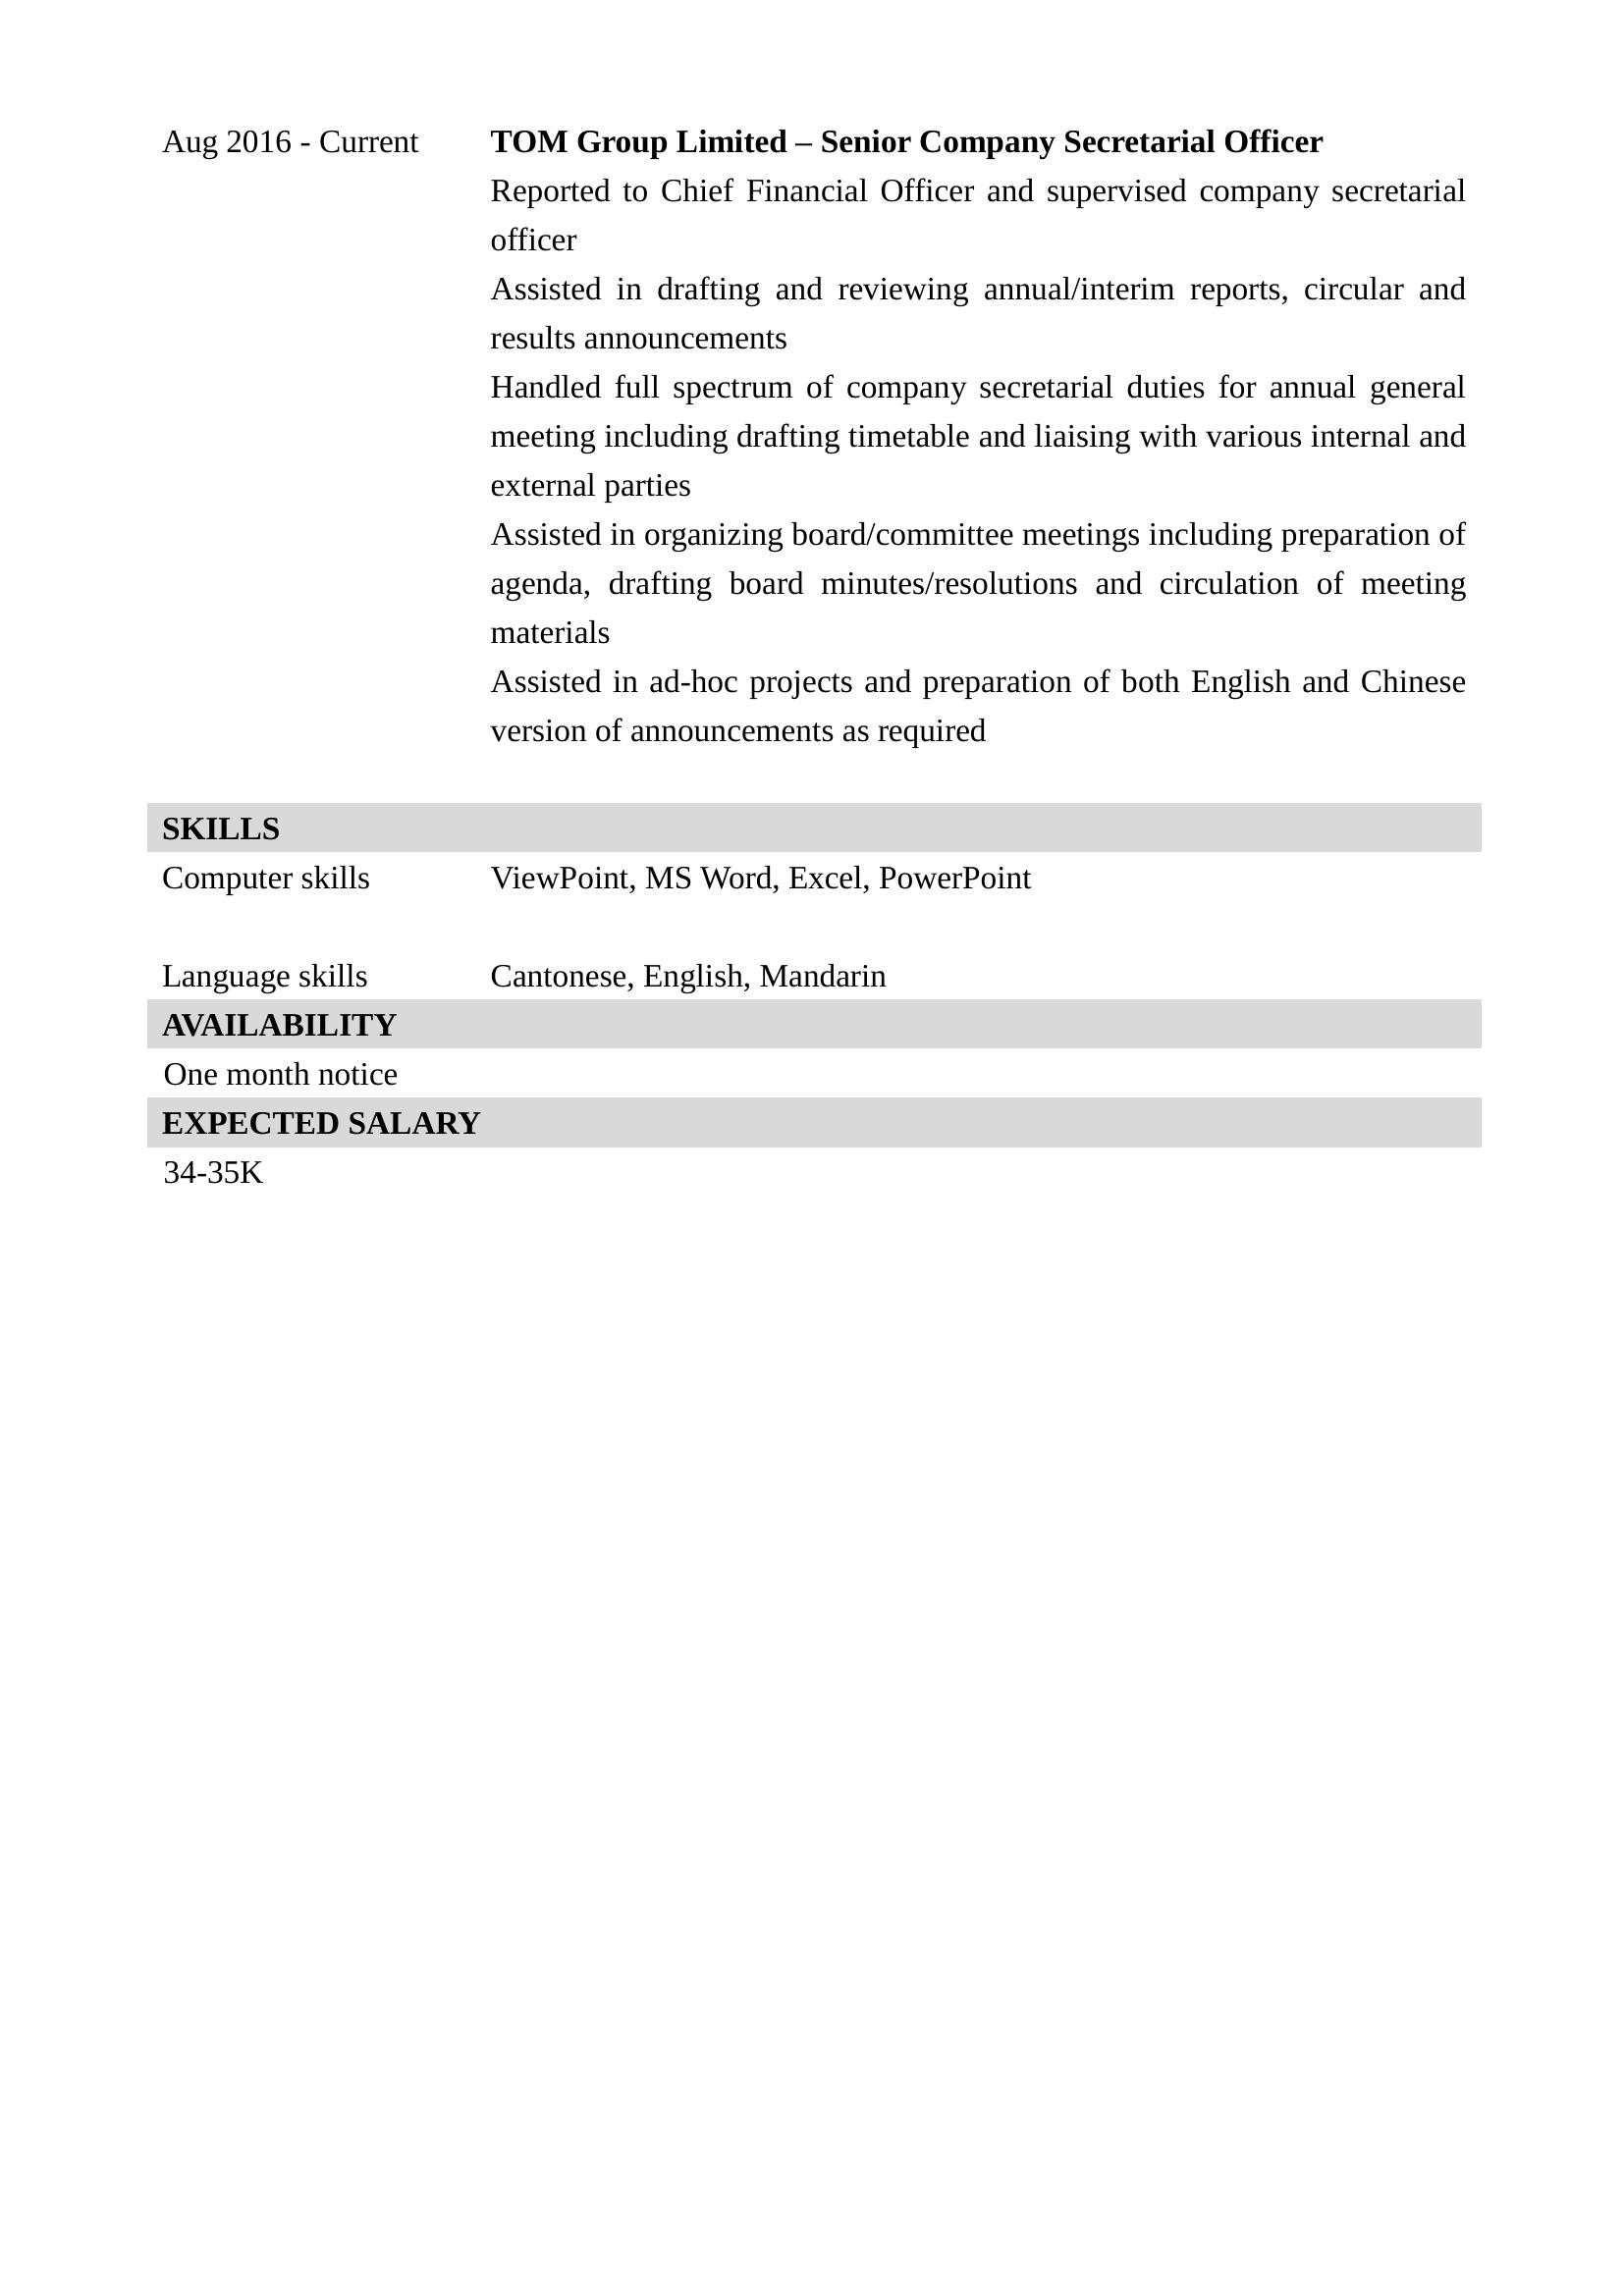 Aug 2016 - Current TOM Group Limited – Senior Company Secretarial Officer
Reported to Chief Financial Officer and supervised company secretarial
officer
Assisted in drafting and reviewing annual/interim reports, circular and
results announcements
Handled full spectrum of company secretarial duties for annual general
meeting including drafting timetable and liaising with various internal and
external parties
Assisted in organizing board/committee meetings including preparation of
agenda, drafting board minutes/resolutions and circulation of meeting
materials
Assisted in ad-hoc projects and preparation of both English and Chinese
version of announcements as required
SKILLS
Computer skills ViewPoint, MS Word, Excel, PowerPoint
Language skills Cantonese, English, Mandarin
AVAILABILITY
One month notice
EXPECTED SALARY
34-35K